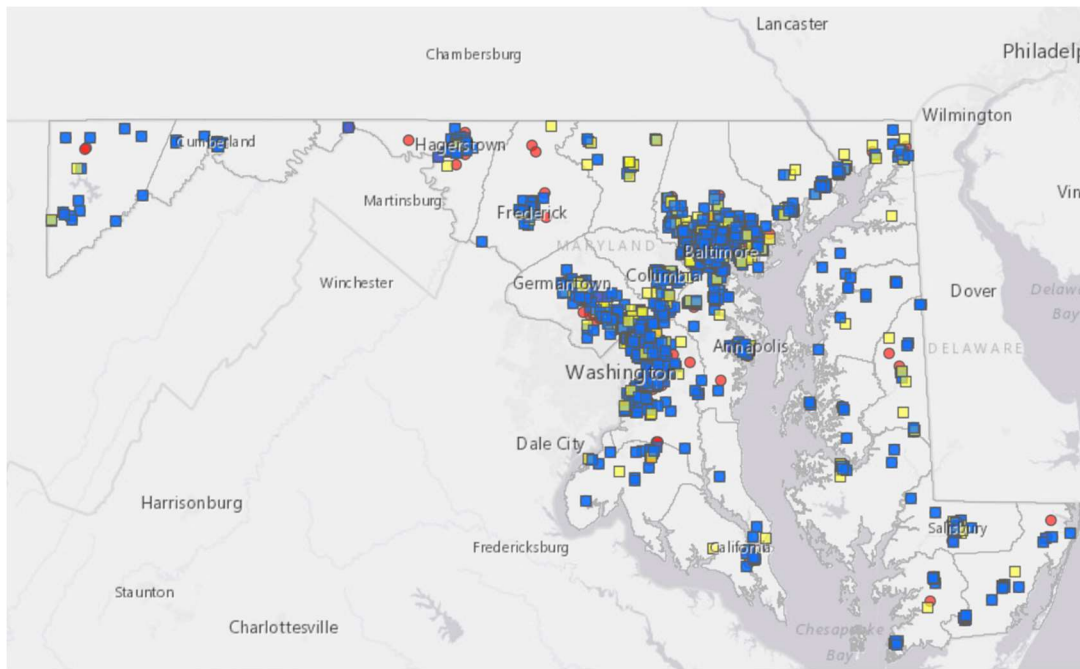 Lancaster
Chambersburg
Philadelp
Wilmington
Cumberland
Hagerstown
Vin
Martinsburg
Frederick
MARYLAND
Baltimore
Columbia
Germantown
Winchester
Dover
Delaw
Bay
Annapolis
DELAWARE
Washington
Dale City
Harrisonburg
Salisbury
Fredericksburg
California
Staunton
Charlottesville
Chesapeake
Bay